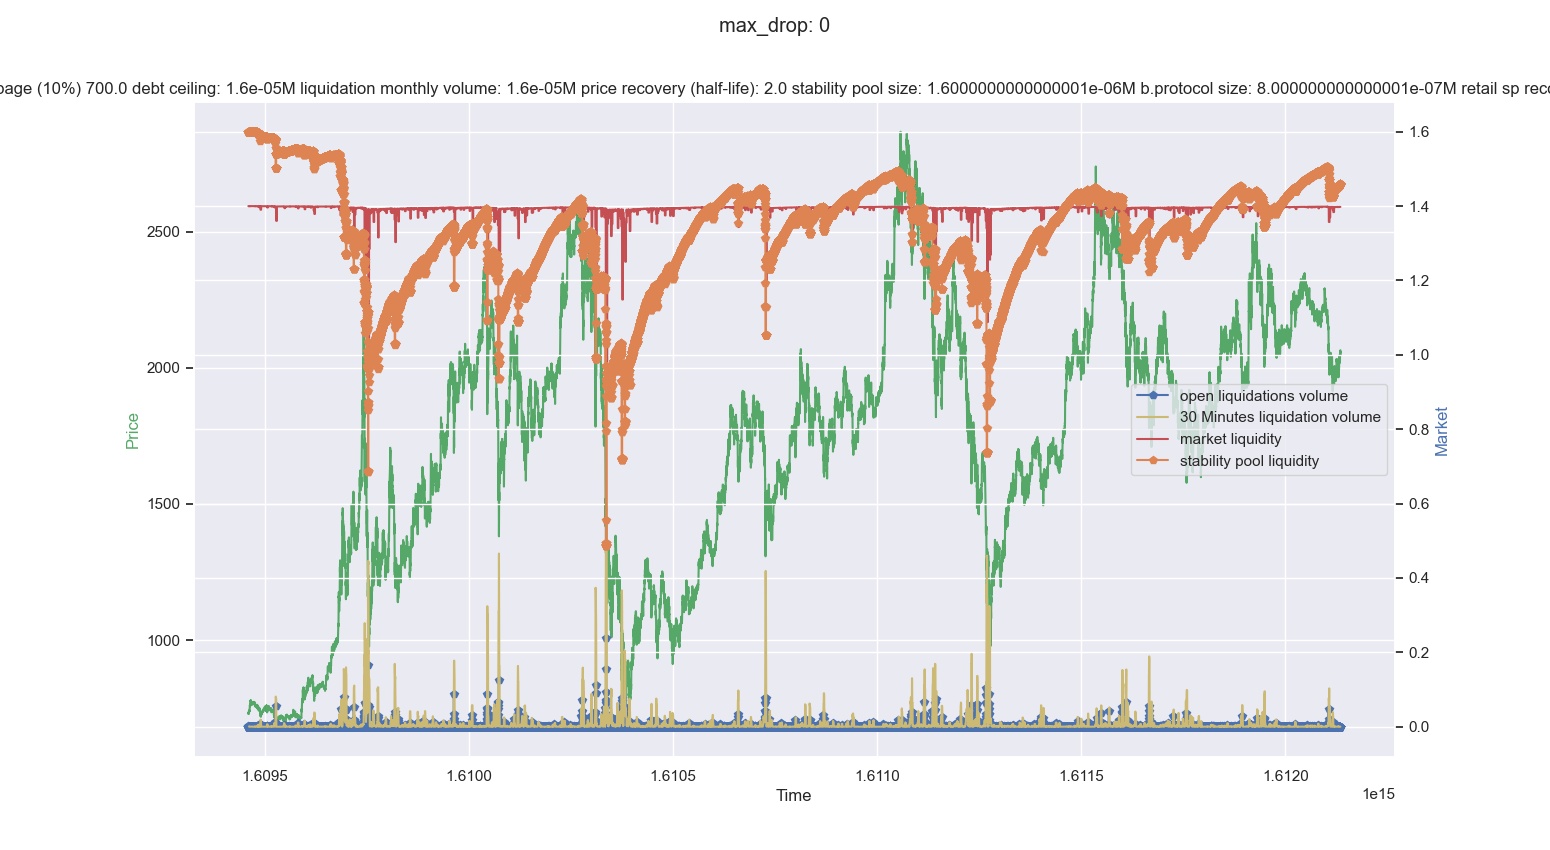 max_drop: 0
(10%) 700.0 debt ceiling: 1.6e-05M liquidation monthly volume: 1.6e-05M price recovery (half-life): 2.0 stability pool size: 1.6000000000000001e-06M b.protocol size: 8.000000000000001e-07M retail sp
2500
2000
1500
1000
Price
1.6
1.4
1.2
1.0
0.8
0.6
0.4
0.2
0.0
Market
open liquidations volume
30 Minutes liquidation volume
market liquidity
stability pool liquidity
1.6095
1.6100
1.6105
1.6110
1.6115
1.6120
Time
1e15